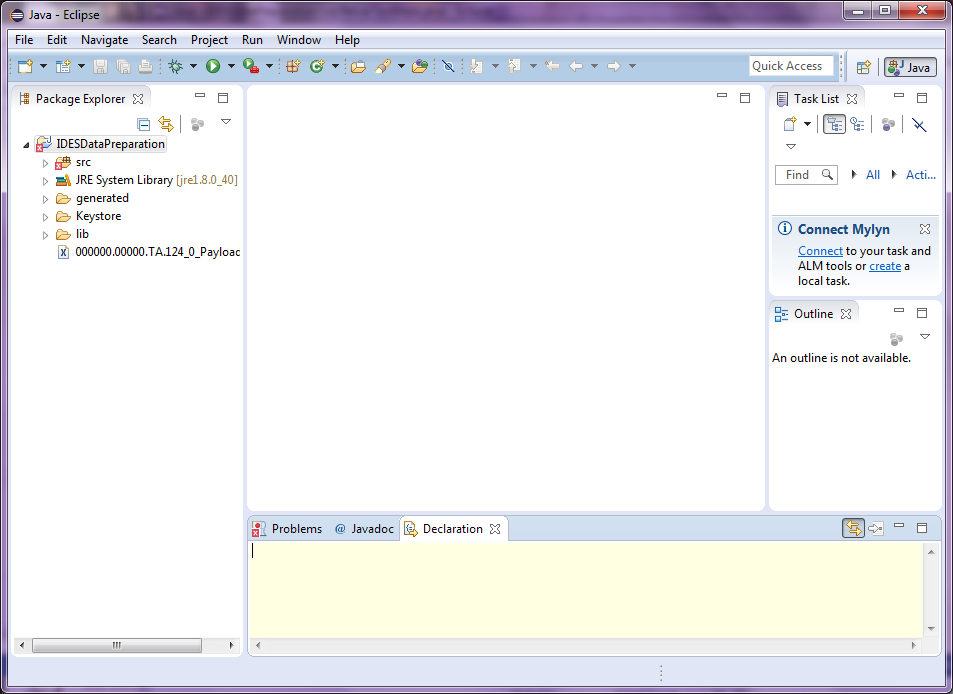 Java - Eclipse
File Edit Navigate Search Project Run Window Help
Quick Access
Java
Package Explorer
IDESDataPreparation
src
JRE System Library [jre1.8.0_40]
generated
Keystore
lib
000000.00000.TA.124_0_Payloac
Task List
Find
All
Acti...
Connect Mylyn
Connect to your task and
ALM tools or create a
local task.
Outline
An outline is not available.
Problems
@ Javadoc
Declaration